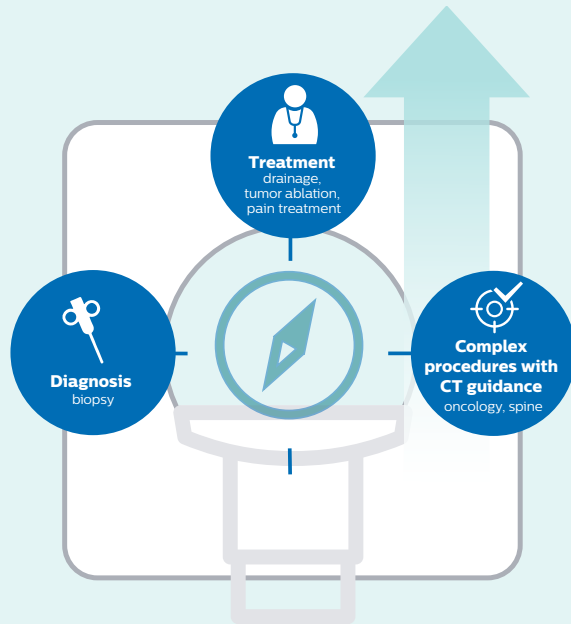 Treatment
drainage,
tumor ablation,
pain treatment
Diagnosis
biopsy
Complex
procedures with
CT guidance
oncology, spine